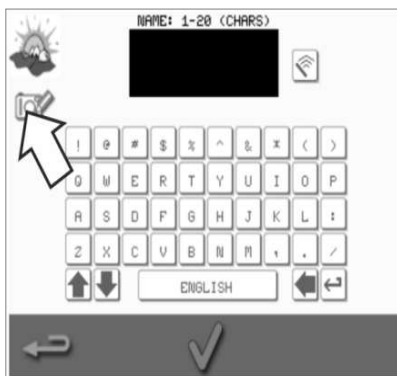 NAME: 1-20 (CHARS)
! @ # $ % ^ & * ( )
Q W E R T Y U I O P
A S D F G H J K L :
Z X C V B N M , . /
ENGLISH